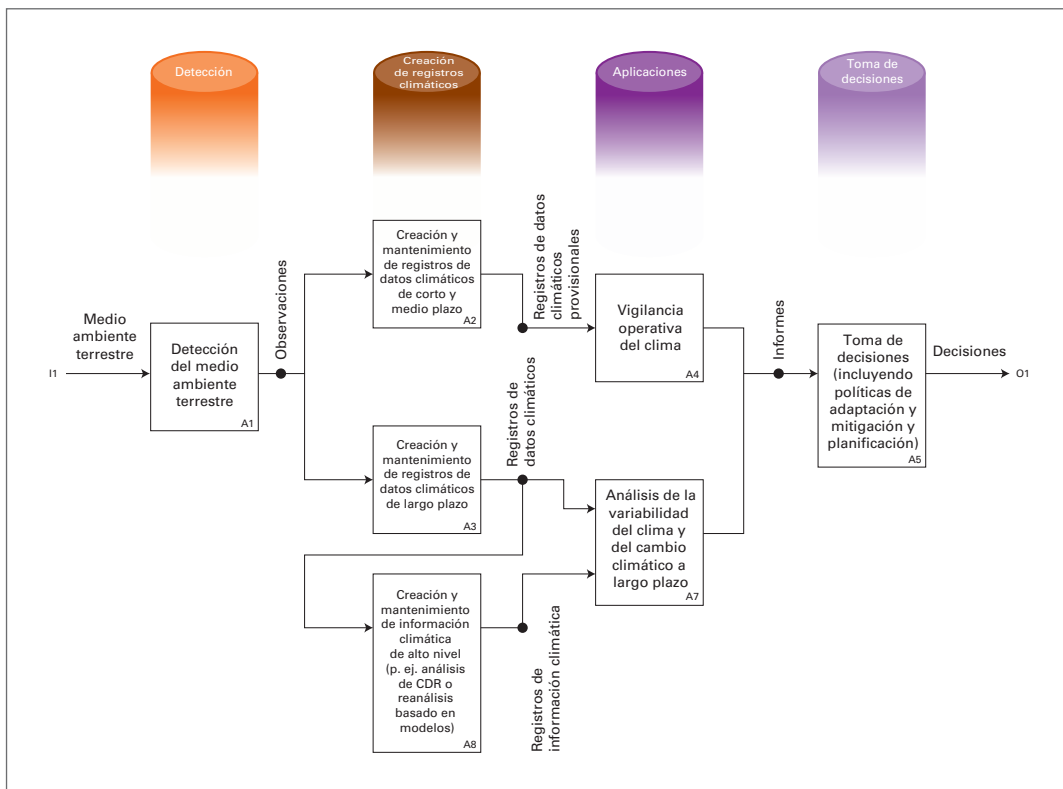 Detección
Creación
de registros
climáticos
Aplicaciones
Toma de
decisiones
I1
Medio
ambiente
terrestre
Detección
del medio
ambiente
terrestre
A1
Observaciones
Creación y
mantenimiento
de registros de
datos climáticos
de corto y
medio plazo
A2
Registros de datos
climáticos
provisionales
Vigilancia
operativa
del clima
A4
Creación y
mantenimiento
de registros de
datos climáticos
de largo plazo
A3
Registros de
datos climáticos
Análisis de la
variabilidad
del clima y
del cambio
climático a
largo plazo
A7
Creación y
mantenimiento
de información
climática
de alto nivel
(p. ej. análisis
de CDR o
reanálisis
basado en
modelos)
A8
Registros de
información climática
Informes
Toma de
decisiones
(incluyendo
políticas de
adaptación y
mitigación y
planificación)
A5
Decisiones
O1